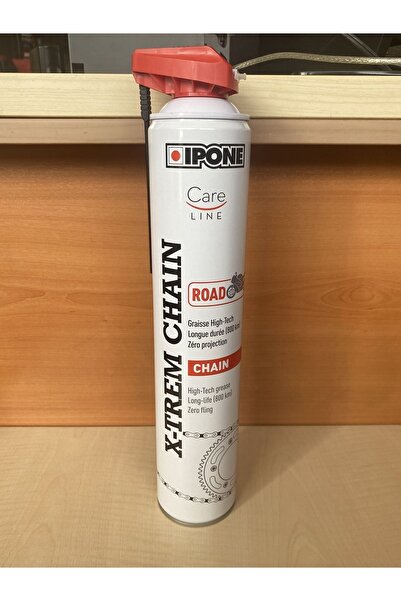 IPONE
Care
LINE
X-TREM CHAIN
ROAD
Graisse High-Tech
Longue durée (800 km)
Zéro projection
CHAIN
High-Tech grease
Long-life (800 km)
Zero fling